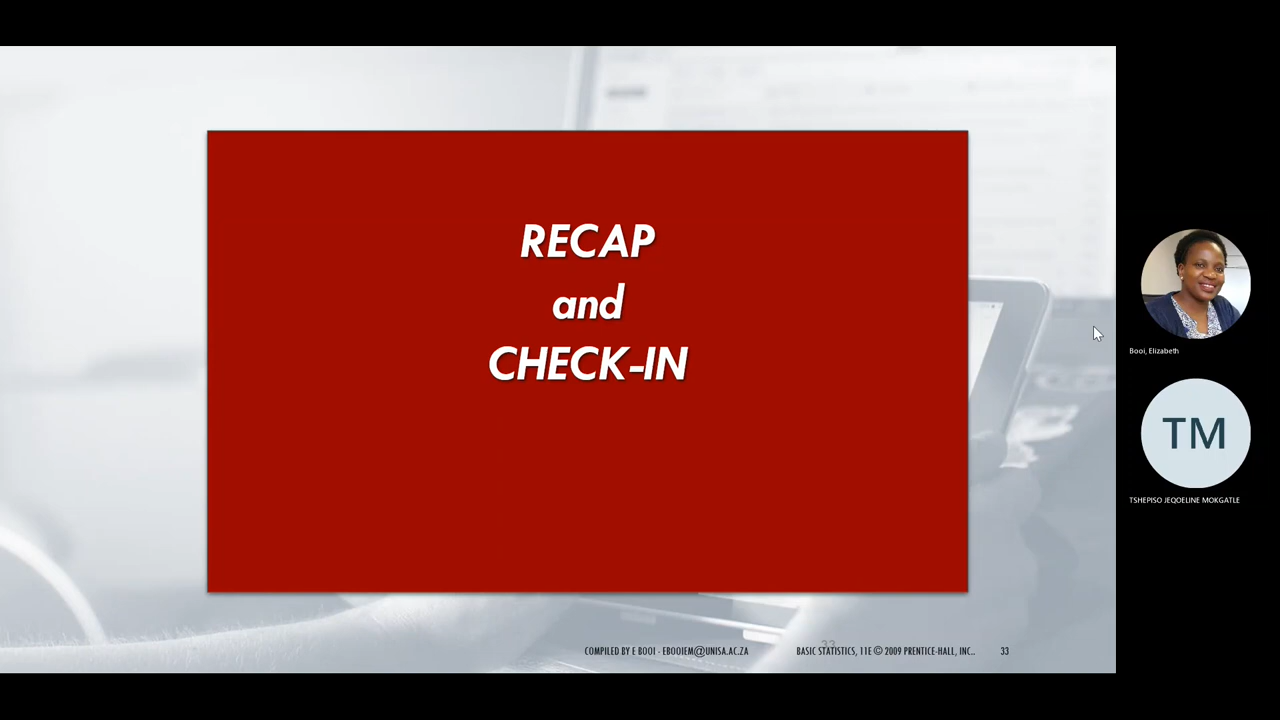 RECAP
and
CHECK-IN
Booi, Elizabeth
TM
TSHEPISO JEQOELINE MOKGATLE
33
COMPILED BY E BOOI - EBOOIEM@UNISA.AC.ZA
BASIC STATISTICS, 11E © 2009 PRENTICE-HALL, INC..
33